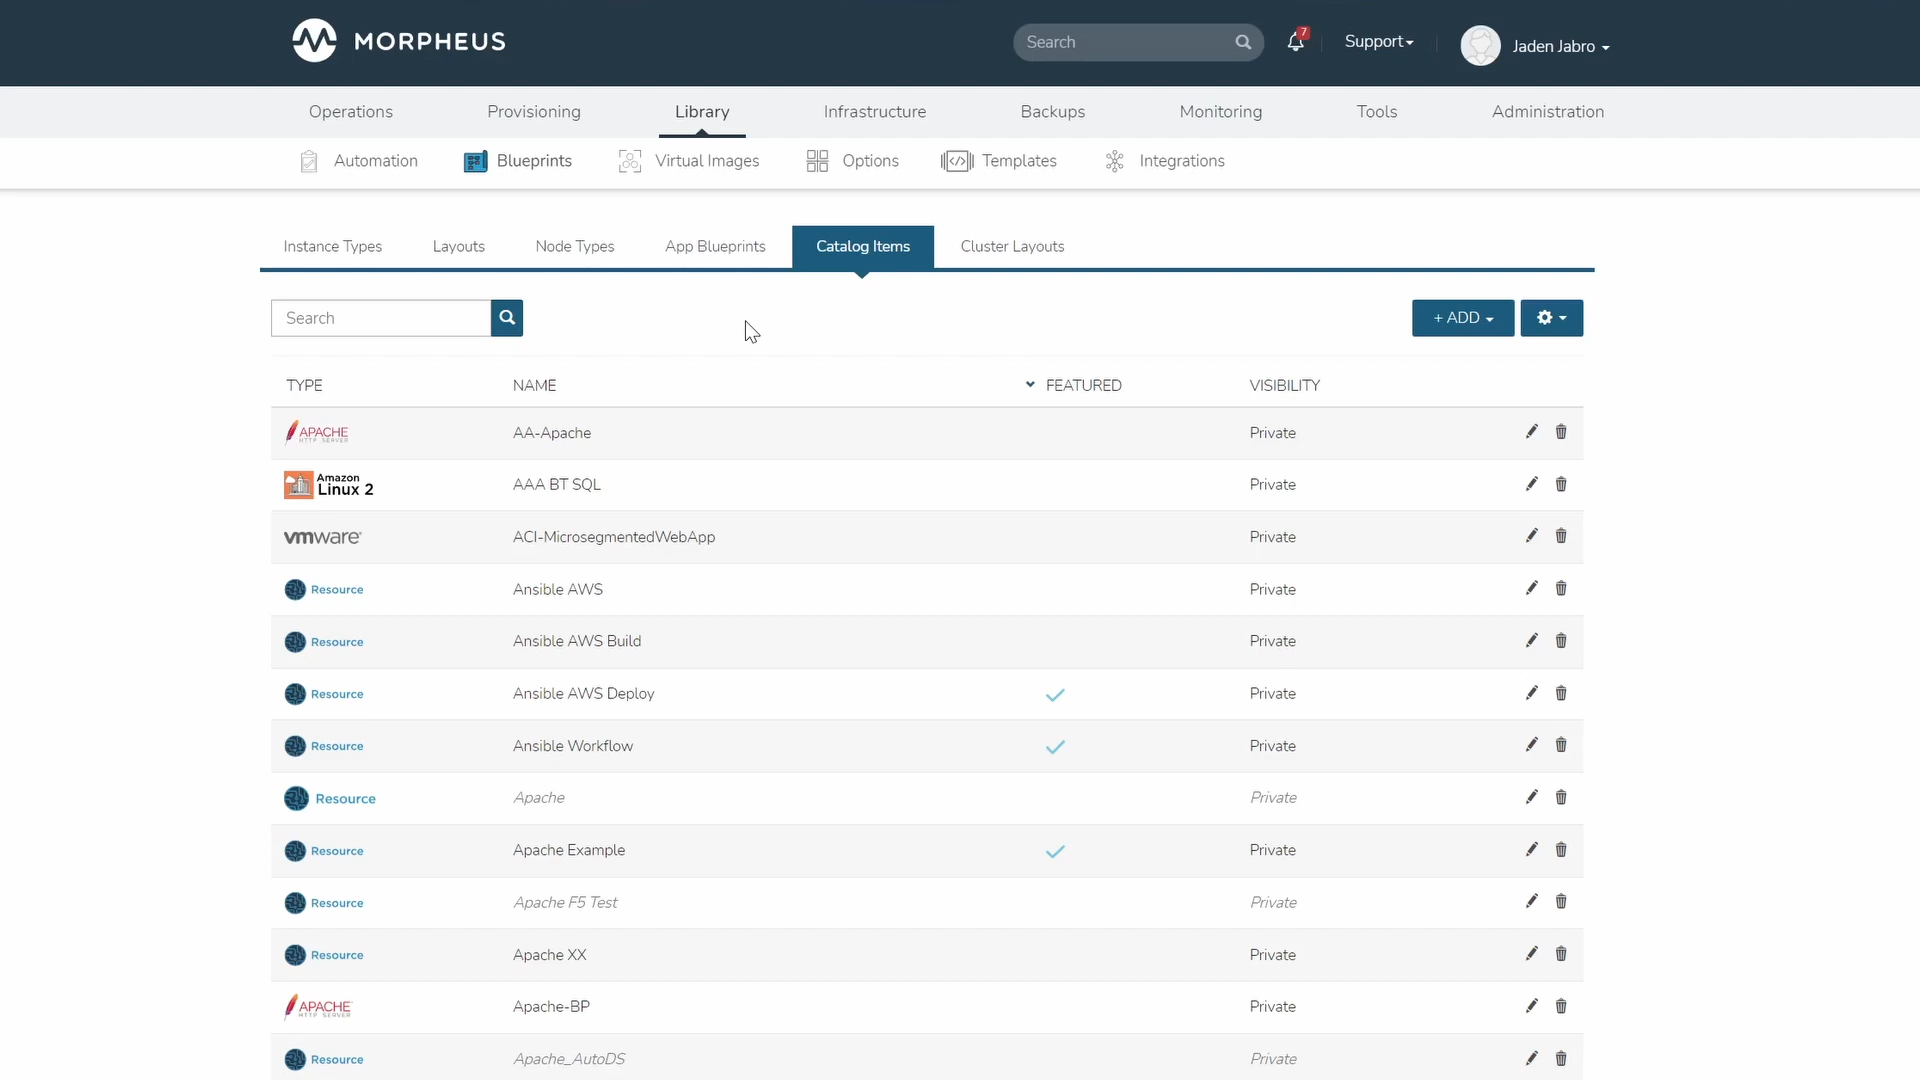 MORPHEUS
Search
7
Support
Jaden Jabro
Operations Provisioning Library Infrastructure Backups Monitoring Tools Administration
Automation Blueprints Virtual Images Options Templates Integrations
Instance Types Layouts Node Types App Blueprints Catalog Items Cluster Layouts
Search
+ ADD
TYPE NAME FEATURED VISIBILITY
APACHE
HTTP SERVER
AA-Apache Private
Amazon
Linux 2
AAA BT SQL Private
vmware ACI-MicrosegmentedWebApp Private
Resource Ansible AWS Private
Resource Ansible AWS Build Private
Resource Ansible AWS Deploy Private
Resource Ansible Workflow Private
Resource Apache Private
Resource Apache Example Private
Resource Apache F5 Test Private
Resource Apache XX Private
APACHE
HTTP SERVER
Apache-BP Private
Resource Apache_AutoDS Private